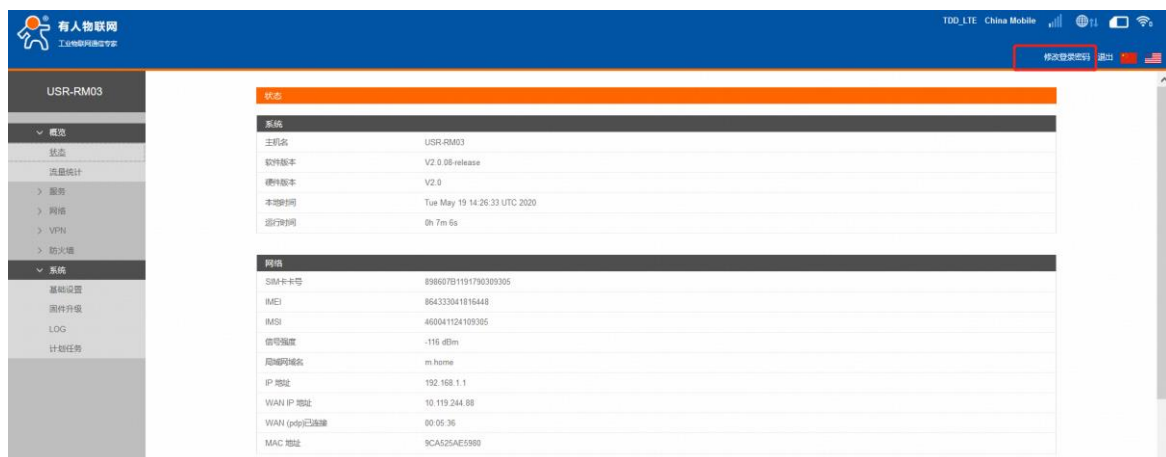 有人物联网
工业物联网通信专家
TDD_LTE China Mobile
修改登录密码 退出
USR-RM03
概览
状态
流量统计
服务
网络
VPN
防火墙
系统
基础设置
固件升级
LOG
计划任务
状态
系统
主机名 USR-RM03
软件版本 V2.0.08-release
硬件版本 V2.0
本地时间 Tue May 19 14:26:33 UTC 2020
运行时间 0h 7m 6s
网络
SIM卡卡号 898607B1191790309305
IMEI 864333041816448
IMSI 460041124109305
信号强度 -116 dBm
局域网域名 m.home
IP 地址 192.168.1.1
WAN IP 地址 10.119.244.88
WAN (pdp)已连接 00:06:36
MAC 地址 9CA525AE5980